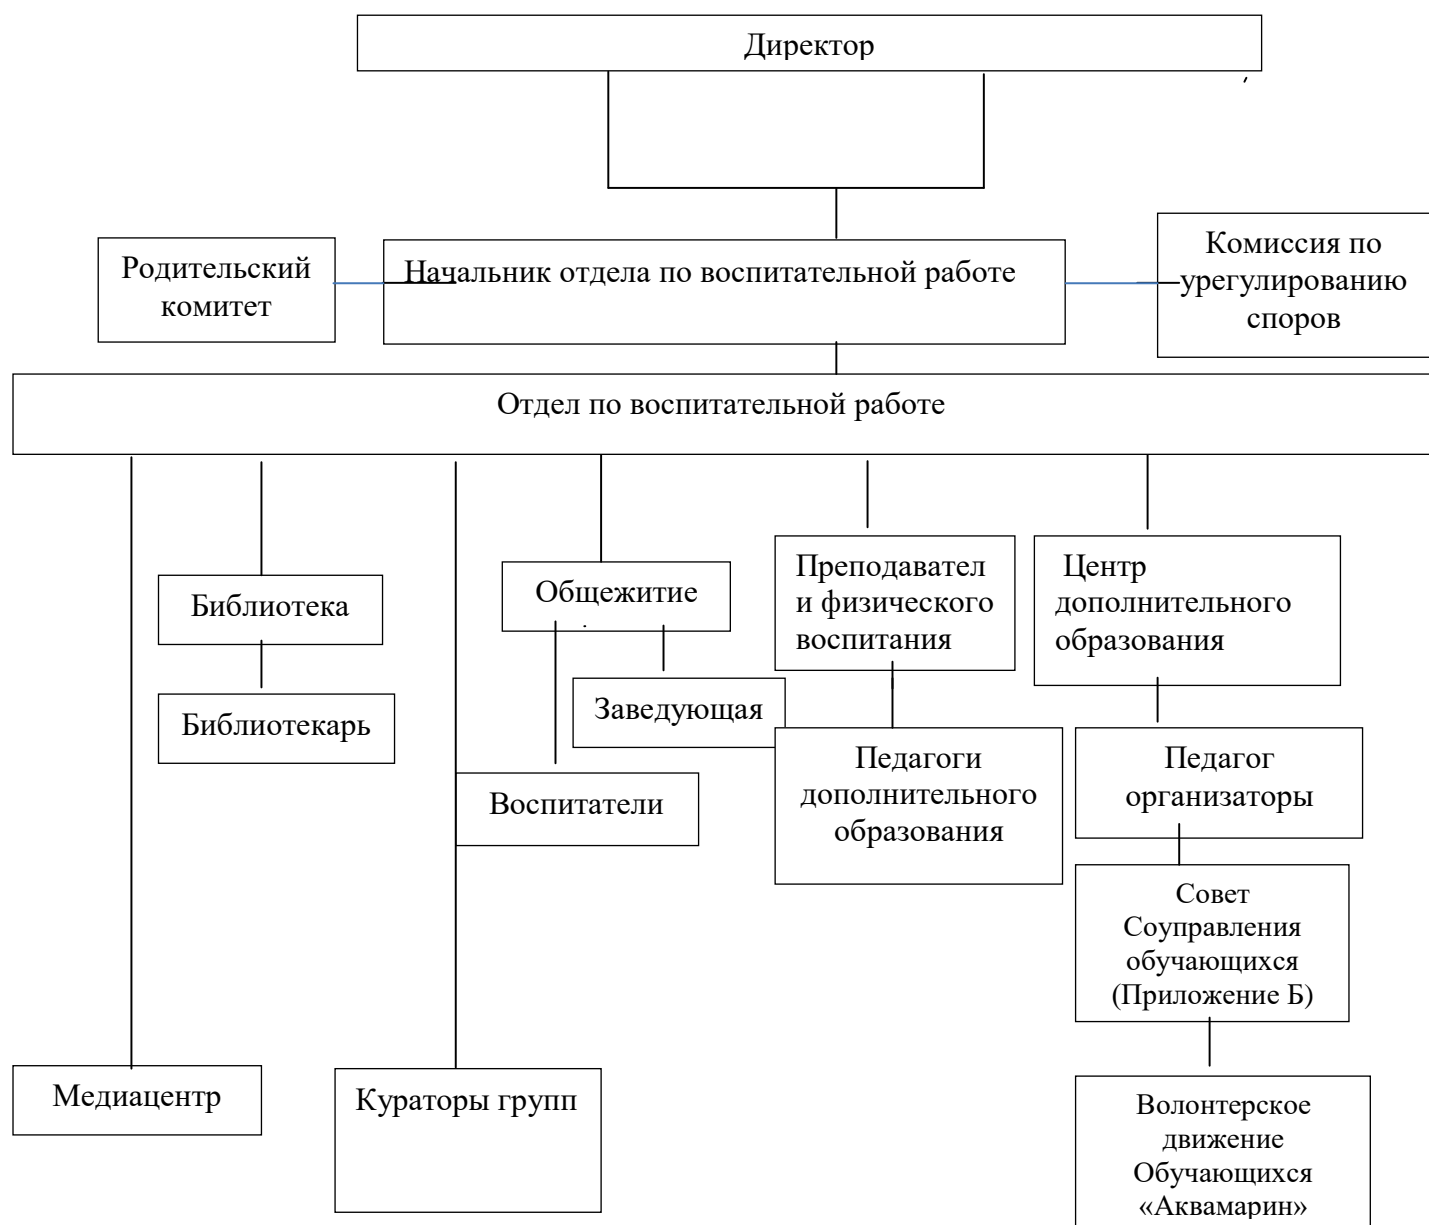 Директор
Родительский
комитет
Начальник отдела по воспитательной работе
Комиссия по
урегулированию
споров
Отдел по воспитательной работе
Библиотека
Библиотекарь
Общежитие
Заведующая
Воспитатели
Преподавател
и физического
воспитания
Педагоги
дополнительного
образования
Центр
дополнительного
образования
Педагог
организаторы
Совет
Соуправления
обучающихся
(Приложение Б)
Медиацентр
Кураторы групп
Волонтерское
движение
Обучающихся
«Аквамарин»